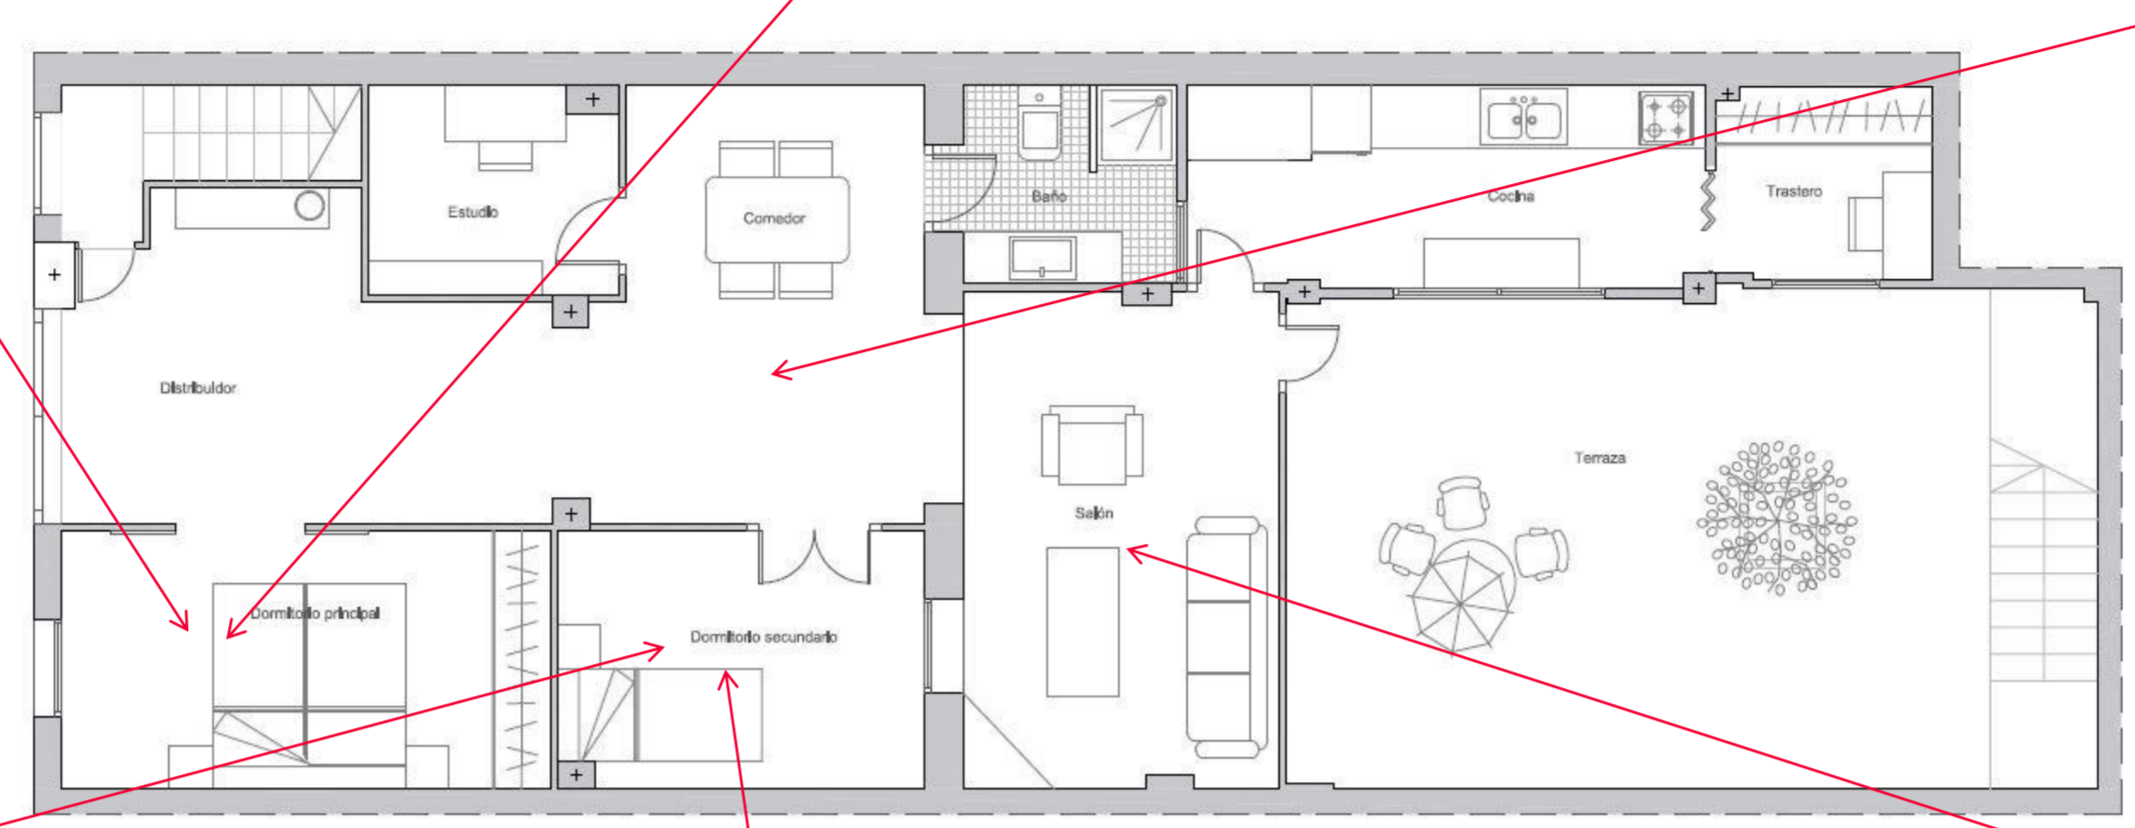 Estudio
Comedor
Baño
Cocina
Trastero
Distribuidor
Terraza
Salón
Dormitorio principal
Dormitorio secundario